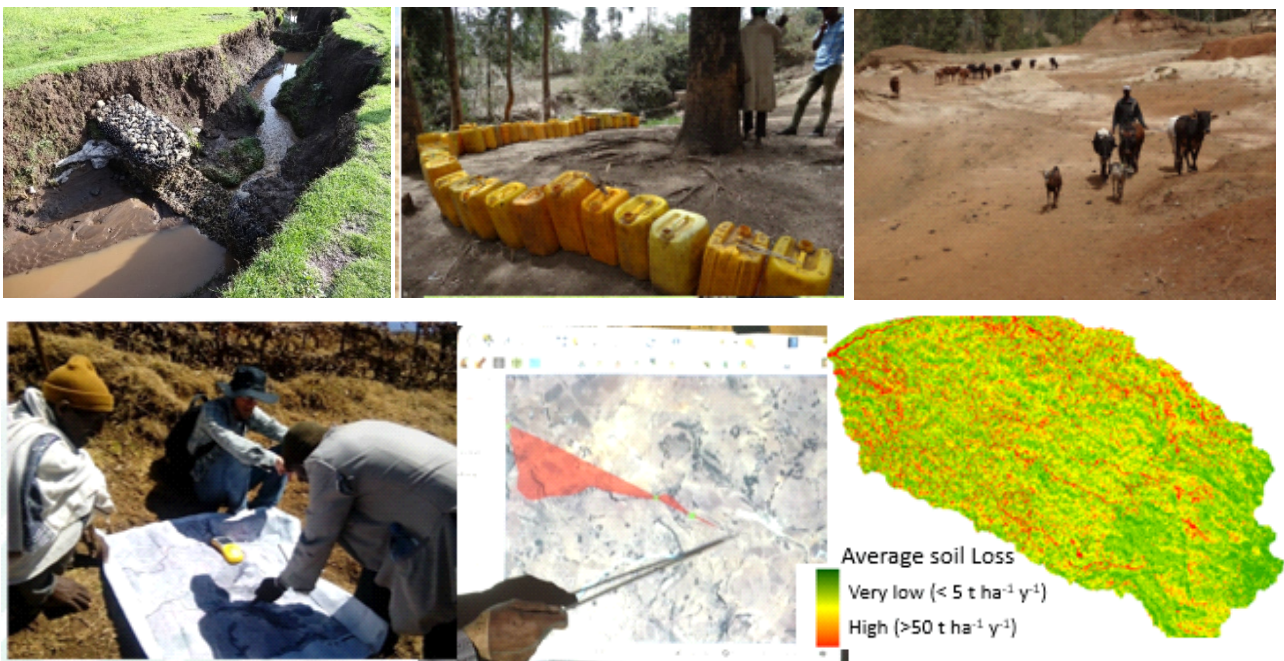 Average soil Loss
Very low (< 5 t ha⁻¹ y⁻¹)
High (>50 t ha⁻¹ y⁻¹)